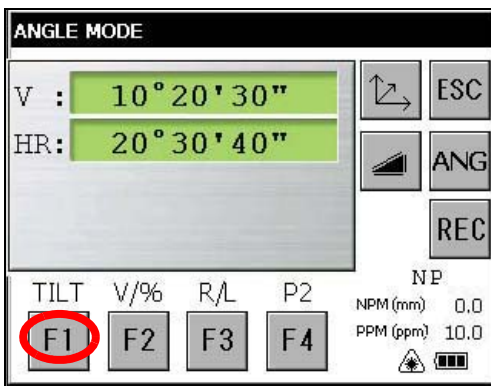 ANGLE MODE
V : 10°20'30"
HR: 20°30'40"
ESC
ANG
REC
TILT V/% R/L P2
F1 F2 F3 F4
NP
NPM (mm) 0.0
PPM (ppm) 10.0